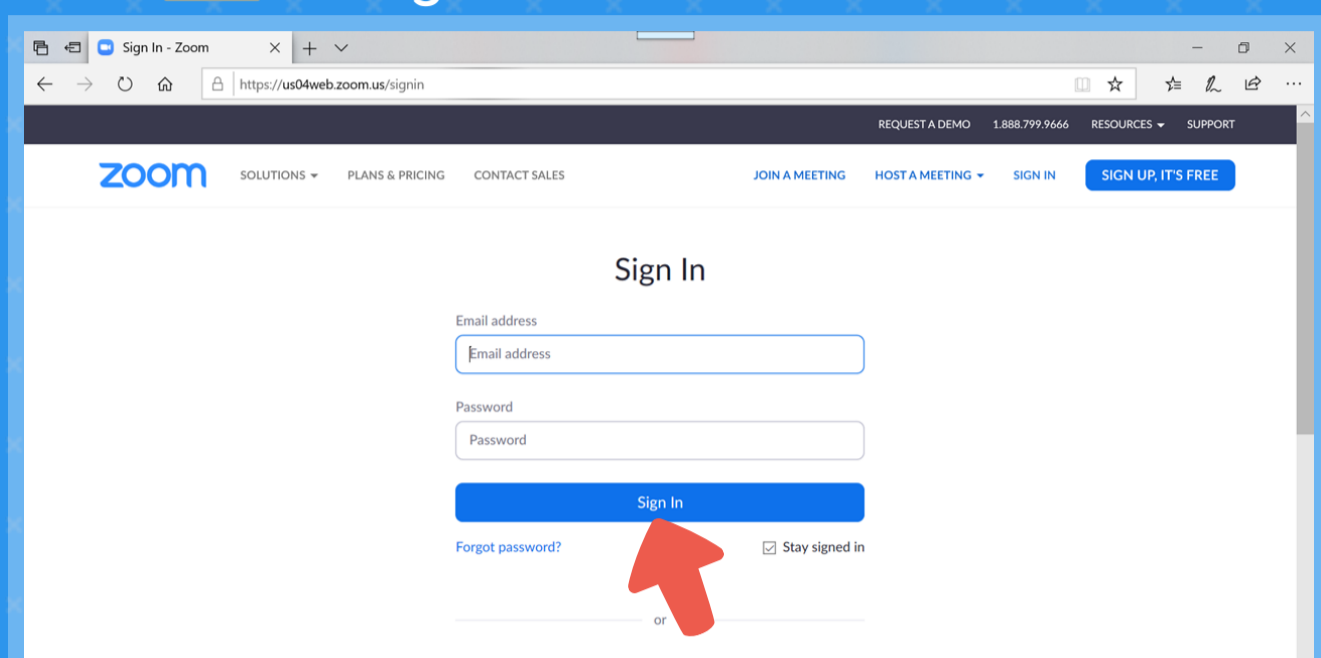 Sign In - Zoom
https://us04web.zoom.us/signin
REQUEST A DEMO 1.888.799.9666 RESOURCES SUPPORT
zoom SOLUTIONS PLANS & PRICING CONTACT SALES JOIN A MEETING HOST A MEETING SIGN IN SIGN UP, IT'S FREE
Sign In
Email address
Email address
Password
Password
Sign In
Forgot password? Stay signed in
or